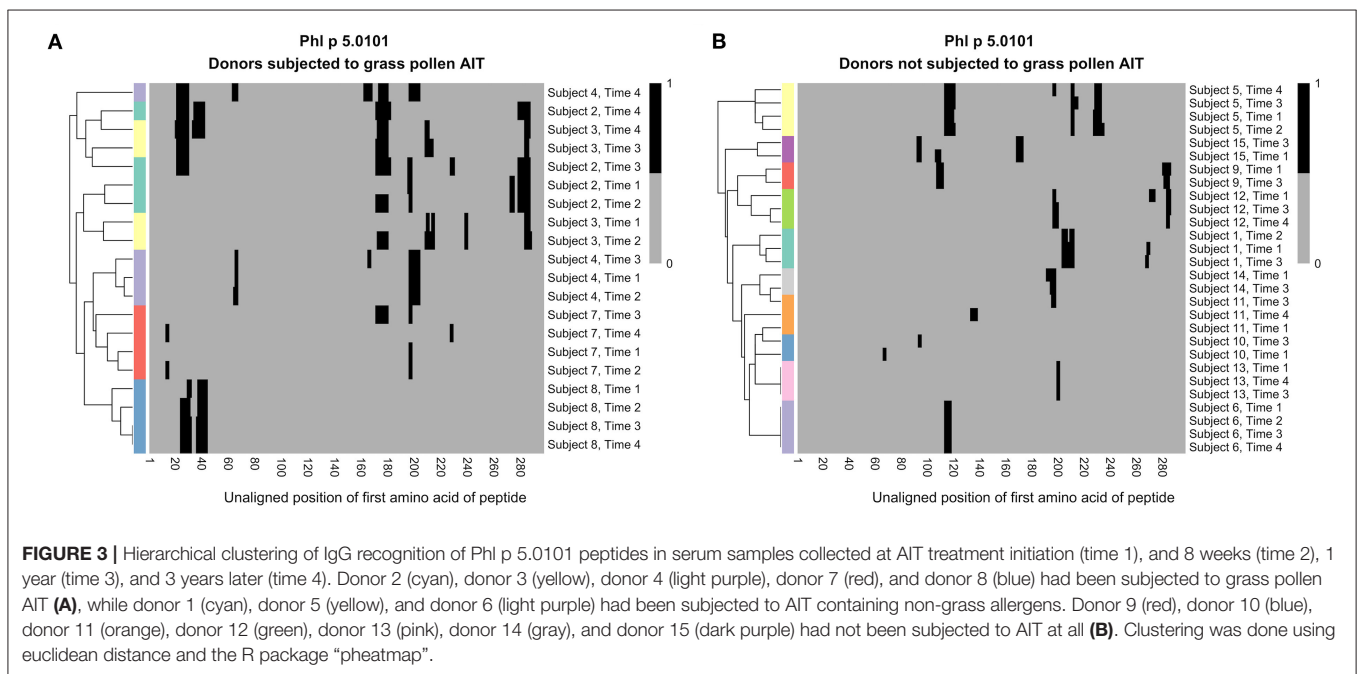 A
Phl p 5.0101
Donors subjected to grass pollen AIT
1
0
Subject 4, Time 4
Subject 2, Time 4
Subject 3, Time 4
Subject 3, Time 3
Subject 2, Time 3
Subject 2, Time 1
Subject 2, Time 2
Subject 3, Time 1
Subject 3, Time 2
Subject 4, Time 3
Subject 4, Time 1
Subject 4, Time 2
Subject 7, Time 3
Subject 7, Time 4
Subject 7, Time 1
Subject 7, Time 2
Subject 8, Time 1
Subject 8, Time 2
Subject 8, Time 3
Subject 8, Time 4
1 20 40 60 80 100 120 140 160 180 200 220 240 260 280
Unaligned position of first amino acid of peptide
B
Phl p 5.0101
Donors not subjected to grass pollen AIT
1
0
Subject 5, Time 4
Subject 5, Time 3
Subject 5, Time 1
Subject 5, Time 2
Subject 15, Time 3
Subject 15, Time 1
Subject 9, Time 1
Subject 9, Time 3
Subject 12, Time 1
Subject 12, Time 3
Subject 12, Time 4
Subject 1, Time 2
Subject 1, Time 1
Subject 1, Time 3
Subject 14, Time 1
Subject 14, Time 3
Subject 11, Time 3
Subject 11, Time 4
Subject 11, Time 1
Subject 10, Time 3
Subject 10, Time 1
Subject 13, Time 1
Subject 13, Time 4
Subject 13, Time 3
Subject 6, Time 1
Subject 6, Time 2
Subject 6, Time 3
Subject 6, Time 4
1 20 40 60 80 100 120 140 160 180 200 220 240 260 280
Unaligned position of first amino acid of peptide
FIGURE 3 | Hierarchical clustering of IgG recognition of Phl p 5.0101 peptides in serum samples collected at AIT treatment initiation (time 1), and 8 weeks (time 2), 1
year (time 3), and 3 years later (time 4). Donor 2 (cyan), donor 3 (yellow), donor 4 (light purple), donor 7 (red), and donor 8 (blue) had been subjected to grass pollen
AIT (A), while donor 1 (cyan), donor 5 (yellow), and donor 6 (light purple) had been subjected to AIT containing non-grass allergens. Donor 9 (red), donor 10 (blue),
donor 11 (orange), donor 12 (green), donor 13 (pink), donor 14 (gray), and donor 15 (dark purple) had not been subjected to AIT at all (B). Clustering was done using
euclidean distance and the R package “pheatmap”.